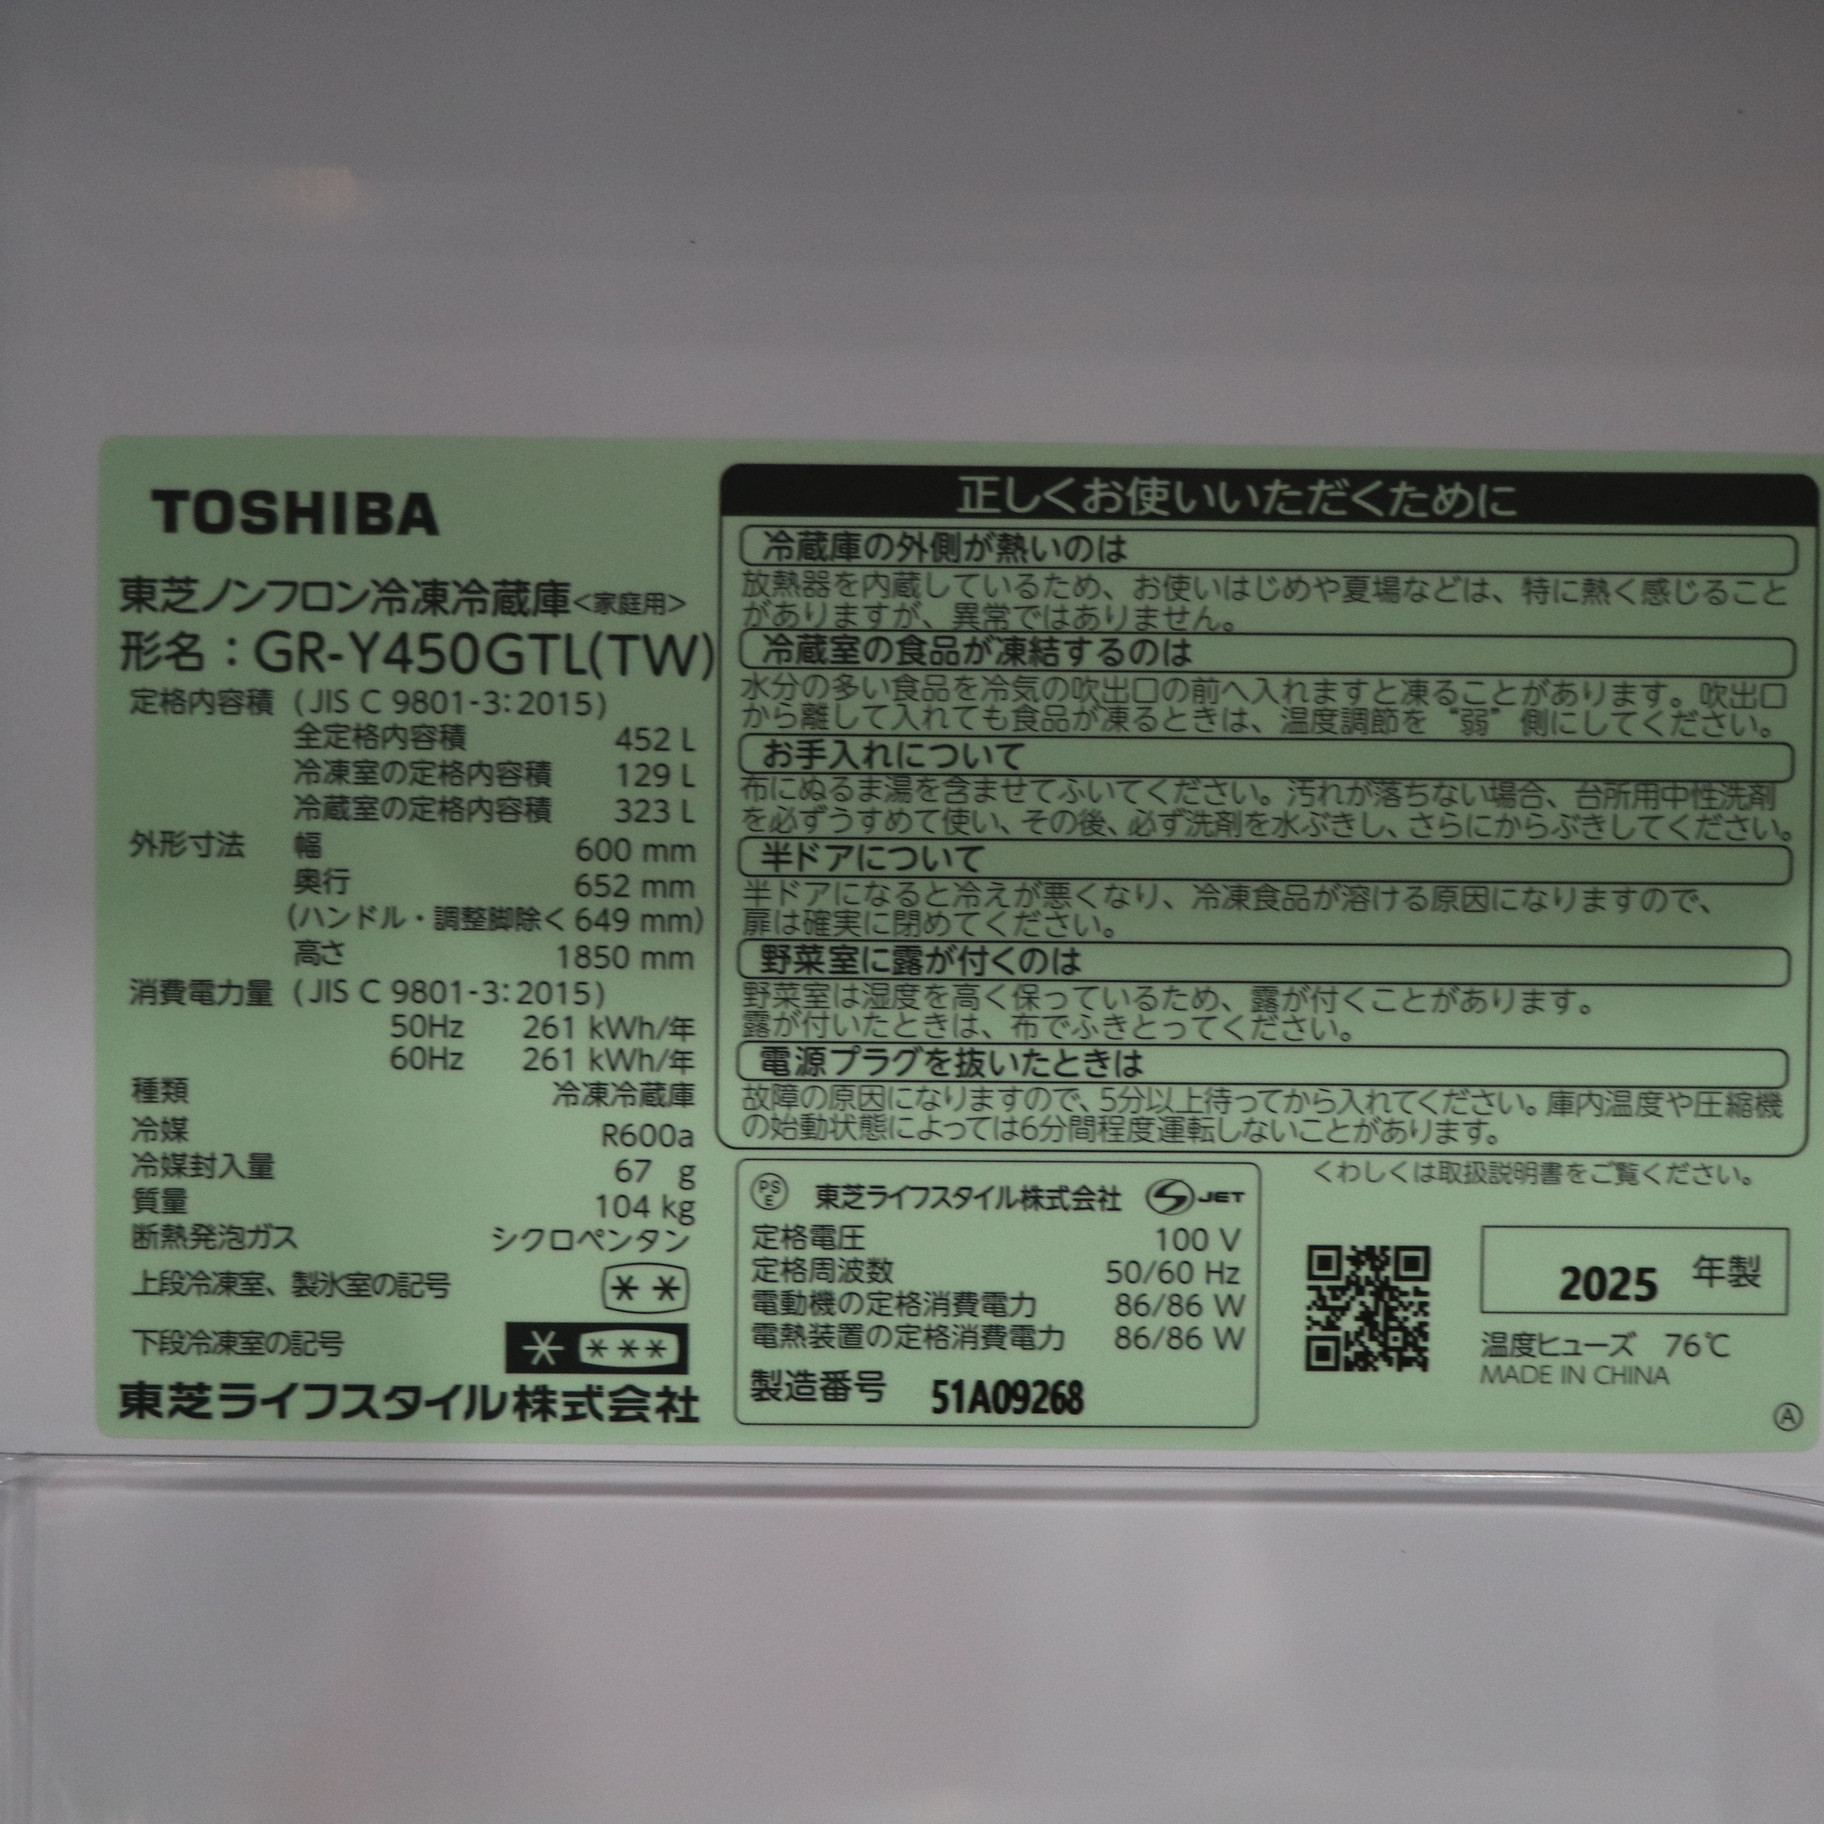 TOSHIBA
東芝ノンフロン冷凍冷蔵庫<家庭用>
形名：GR-Y450GTL(TW)
定格内容積 (JIS C 9801-3:2015)
全定格内容積 452 L
冷凍室の定格内容積 129 L
冷蔵室の定格内容積 323 L
外形寸法 幅 600 mm
奥行 652 mm
(ハンドル・調整脚除く 649 mm)
高さ 1850 mm
消費電力量 (JIS C 9801-3:2015)
50Hz 261 kWh/年
60Hz 261 kWh/年
種類 冷凍冷蔵庫
冷媒 R600a
冷媒封入量 67 g
質量 104 kg
断熱発泡ガス シクロペンタン
上段冷凍室、製氷室の記号 ＊＊
下段冷凍室の記号 ＊ ＊＊＊
東芝ライフスタイル株式会社
正しくお使いいただくために
冷蔵庫の外側が熱いのは
放熱器を内蔵しているため、お使いはじめや夏場などは、特に熱く感じること
がありますが、異常ではありません。
冷蔵室の食品が凍結するのは
水分の多い食品を冷気の吹出口の前へ入れますと凍ることがあります。吹出口
から離して入れても食品が凍るときは、温度調節を“弱”側にしてください。
お手入れについて
布にぬるま湯を含ませてふいてください。汚れが落ちない場合、台所用中性洗剤
を必ずうすめて使い、その後、必ず洗剤を水ぶきし、さらにからぶきしてください。
半ドアについて
半ドアになると冷えが悪くなり、冷凍食品が溶ける原因になりますので、
扉は確実に閉めてください。
野菜室に露が付くのは
野菜室は湿度を高く保っているため、露が付くことがあります。
露が付いたときは、布でふきとってください。
電源プラグを抜いたときは
故障の原因になりますので、5分以上待ってから入れてください。庫内温度や圧縮機
の始動状態によっては6分間程度運転しないことがあります。
くわしくは取扱説明書をご覧ください。
PSE 東芝ライフスタイル株式会社 JET
定格電圧 100 V
定格周波数 50/60 Hz
電動機の定格消費電力 86/86 W
電熱装置の定格消費電力 86/86 W
製造番号 51A09268
2025 年製
温度ヒューズ 76℃
MADE IN CHINA
Ⓐ